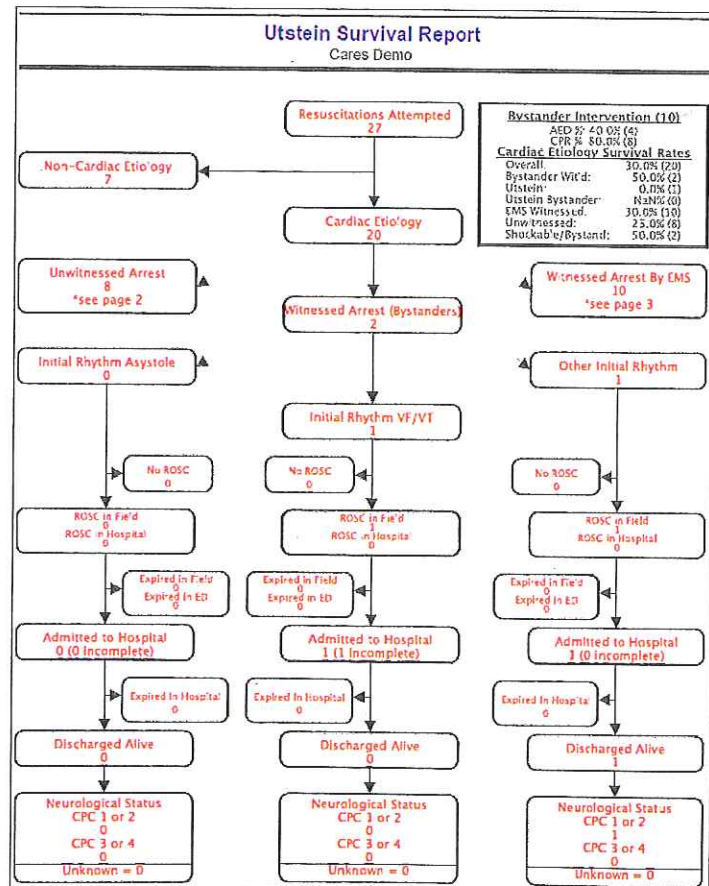 Utstein Survival Report
Cares Demo
Resuscitations Attempted
27
Bystander Intervention (10)
AED % 40.0% (4)
CPR % 80.0% (8)
Cardiac Etiology Survival Rates
Overall: 30.0% (20)
Bystander Wit'd: 50.0% (2)
Utstein: 0.0% (1)
Utstein Bystander: NaN% (0)
EMS Witnessed: 30.0% (10)
Unwitnessed: 25.0% (8)
Shockable/Bystand: 50.0% (2)
Non-Cardiac Etiology
7
Cardiac Etiology
20
Unwitnessed Arrest
8
*see page 2
Witnessed Arrest (Bystanders)
2
Witnessed Arrest By EMS
10
*see page 3
Initial Rhythm Asystole
0
Initial Rhythm VF/VT
1
Other Initial Rhythm
1
No ROSC
0
No ROSC
0
No ROSC
0
ROSC in Field
0
ROSC in Hospital
0
ROSC in Field
1
ROSC in Hospital
0
ROSC in Field
1
ROSC in Hospital
0
Expired in Field
0
Expired in ED
0
Expired in Field
0
Expired in ED
0
Expired in Field
0
Expired in ED
0
Admitted to Hospital
0 (0 Incomplete)
Admitted to Hospital
1 (1 Incomplete)
Admitted to Hospital
1 (0 Incomplete)
Expired in Hospital
0
Expired in Hospital
0
Expired in Hospital
0
Discharged Alive
0
Discharged Alive
0
Discharged Alive
1
Neurological Status
CPC 1 or 2
0
CPC 3 or 4
0
Unknown = 0
Neurological Status
CPC 1 or 2
0
CPC 3 or 4
0
Unknown = 0
Neurological Status
CPC 1 or 2
1
CPC 3 or 4
0
Unknown = 0